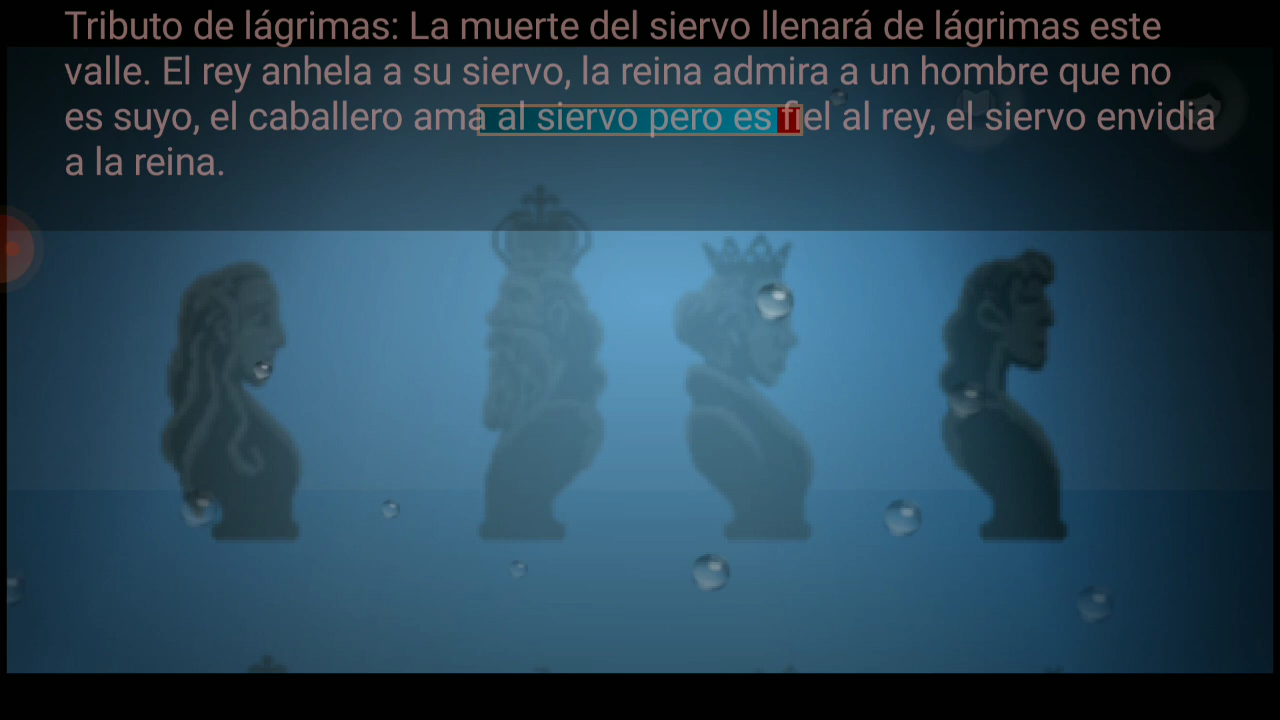 Tributo de lágrimas: La muerte del siervo llenará de lágrimas este
valle. El rey anhela a su siervo, la reina admira a un hombre que no
es suyo, el caballero ama al siervo pero es fiel al rey, el siervo envidia
a la reina.